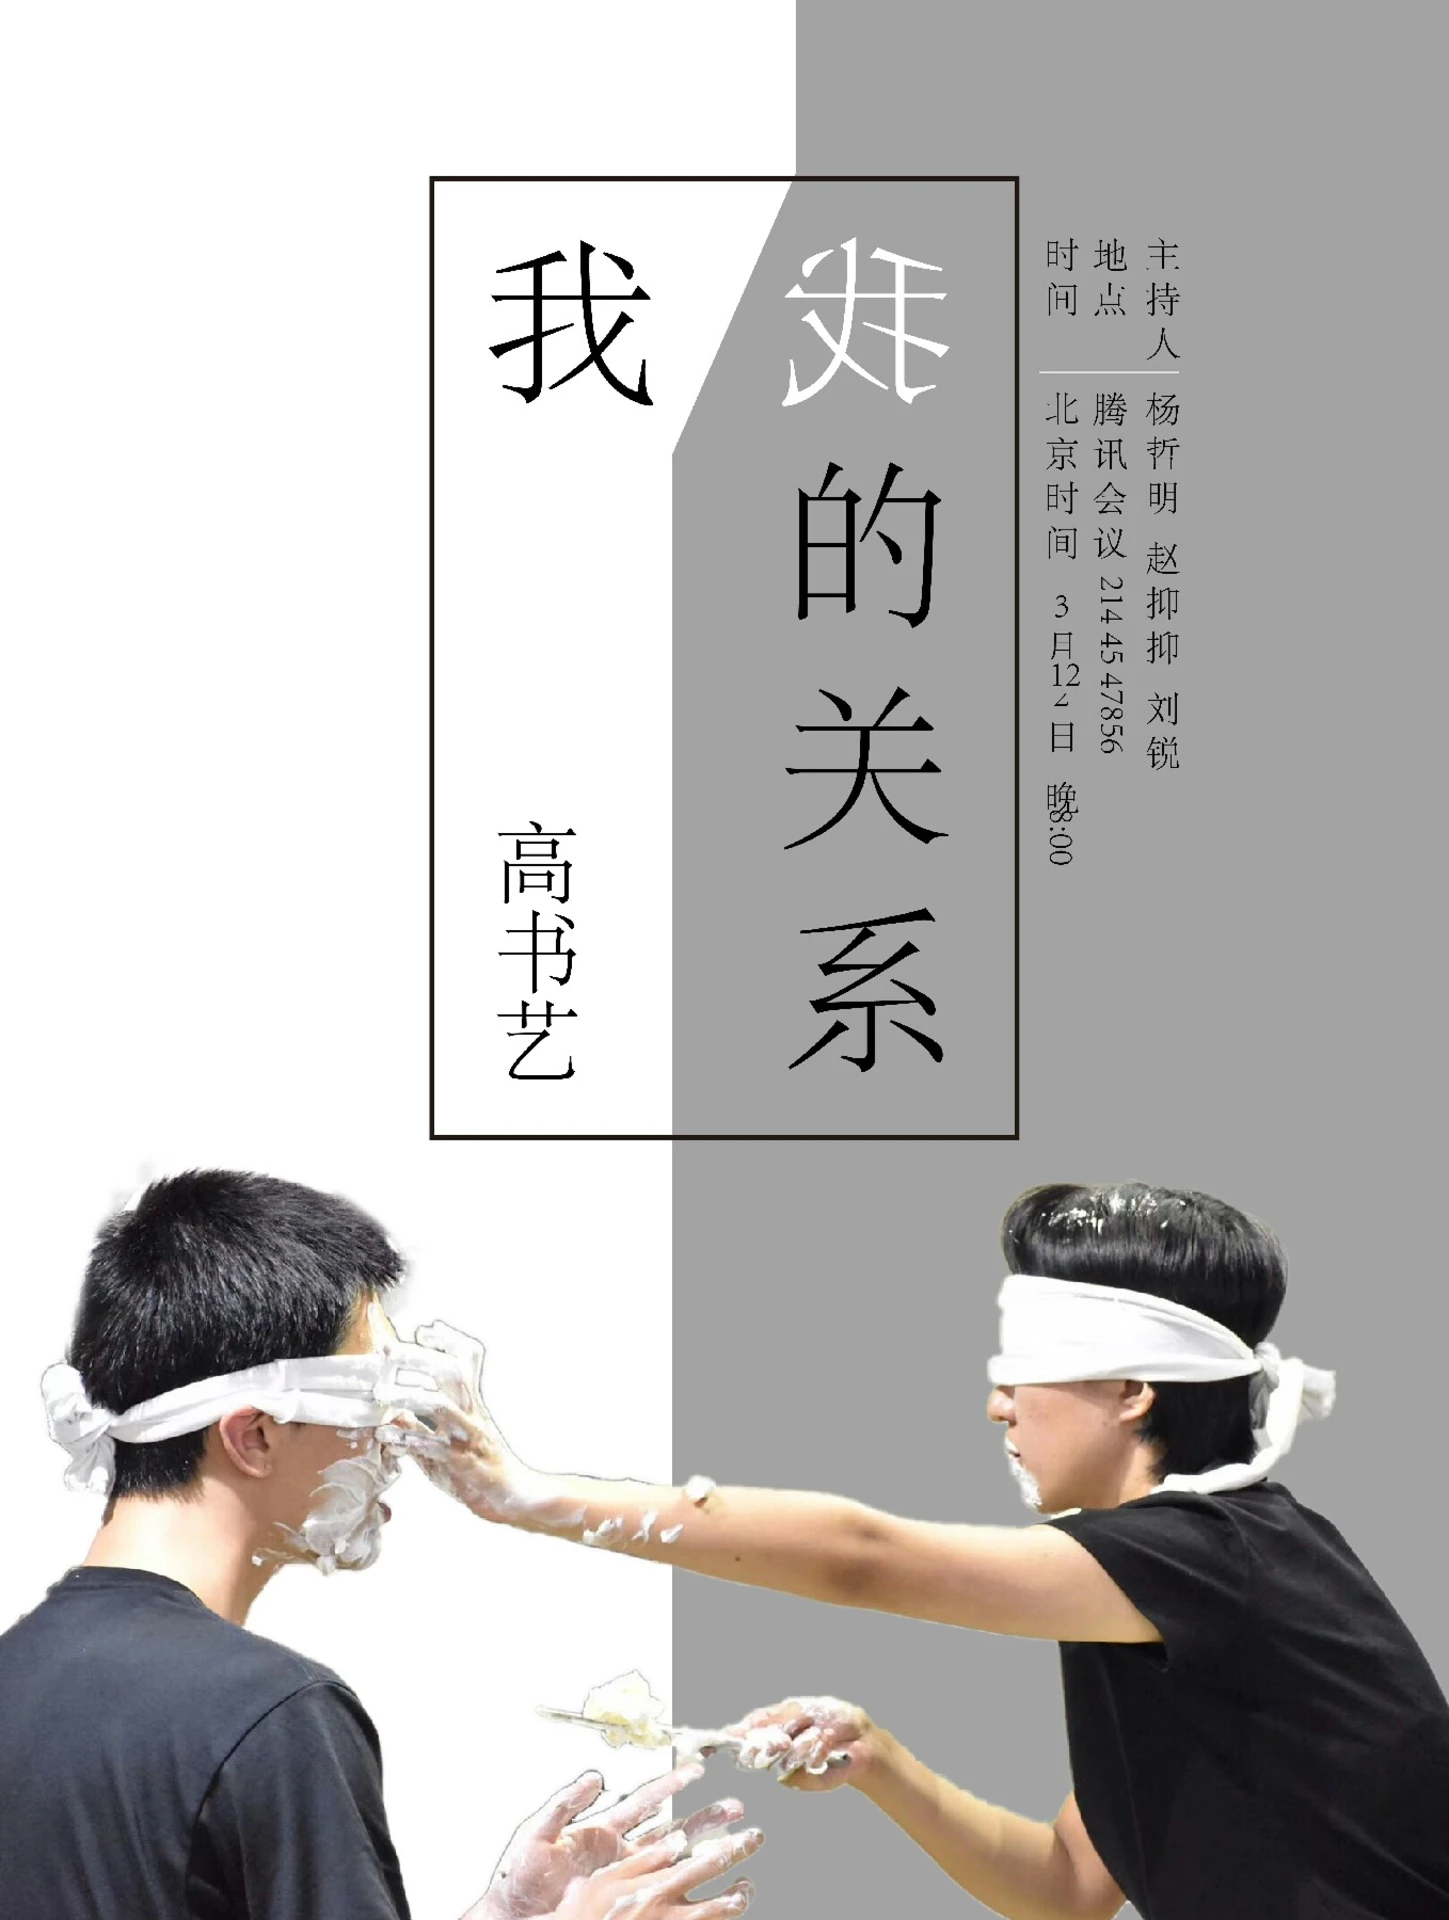 我 我
的关系
高书艺
主持人 杨哲明 赵抑抑 刘锐
地点 腾讯会议 214 45 47856
时间 北京时间 3月12日 晚8:00